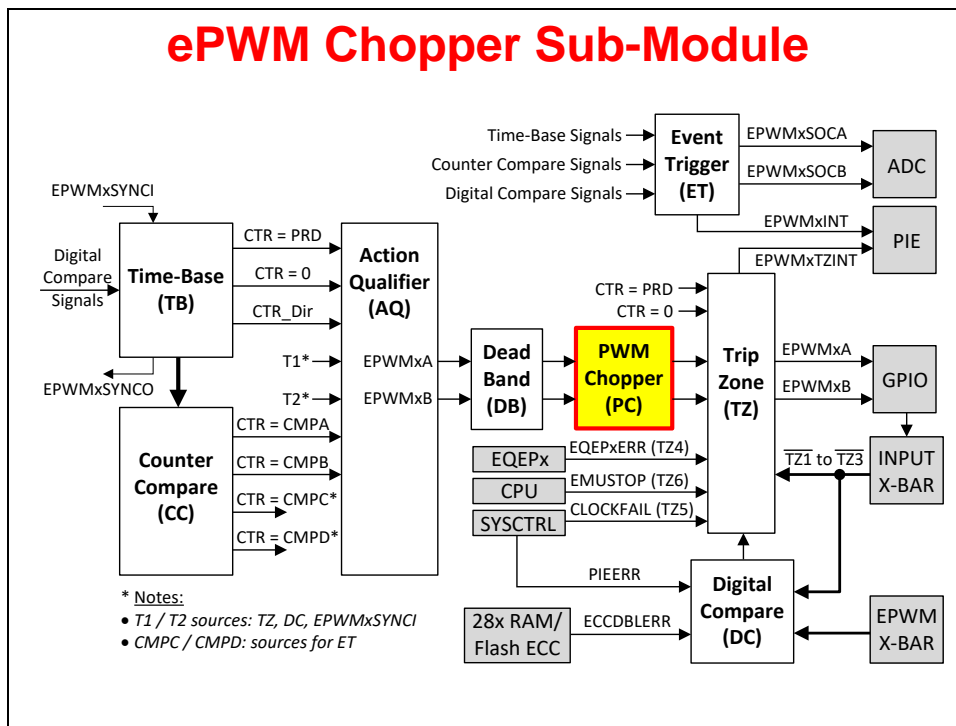 ePWM Chopper Sub-Module
Time-Base Signals
Counter Compare Signals
Digital Compare Signals
Event
Trigger
(ET)
EPWMxSOCA
EPWMxSOCB
ADC
EPWMxINT
EPWMxTZINT
PIE
EPWMxSYNCI
Digital
Compare
Signals
Time-Base
(TB)
EPWMxSYNCO
CTR = PRD
CTR = 0
CTR_Dir
T1*
T2*
Action
Qualifier
(AQ)
EPWMxA
EPWMxB
Counter
Compare
(CC)
CTR = CMPA
CTR = CMPB
CTR = CMPC*
CTR = CMPD*
Dead
Band
(DB)
PWM
Chopper
(PC)
CTR = PRD
CTR = 0
Trip
Zone
(TZ)
EPWMxA
EPWMxB
GPIO
EQEPx
EQEPxERR (TZ4)
CPU
EMUSTOP (TZ6)
SYSCTRL
CLOCKFAIL (TZ5)
TZ1 to TZ3
INPUT
X-BAR
PIEERR
28x RAM/
Flash ECC
ECCDBLERR
Digital
Compare
(DC)
EPWM
X-BAR
* Notes:
• T1 / T2 sources: TZ, DC, EPWMxSYNCI
• CMPC / CMPD: sources for ET